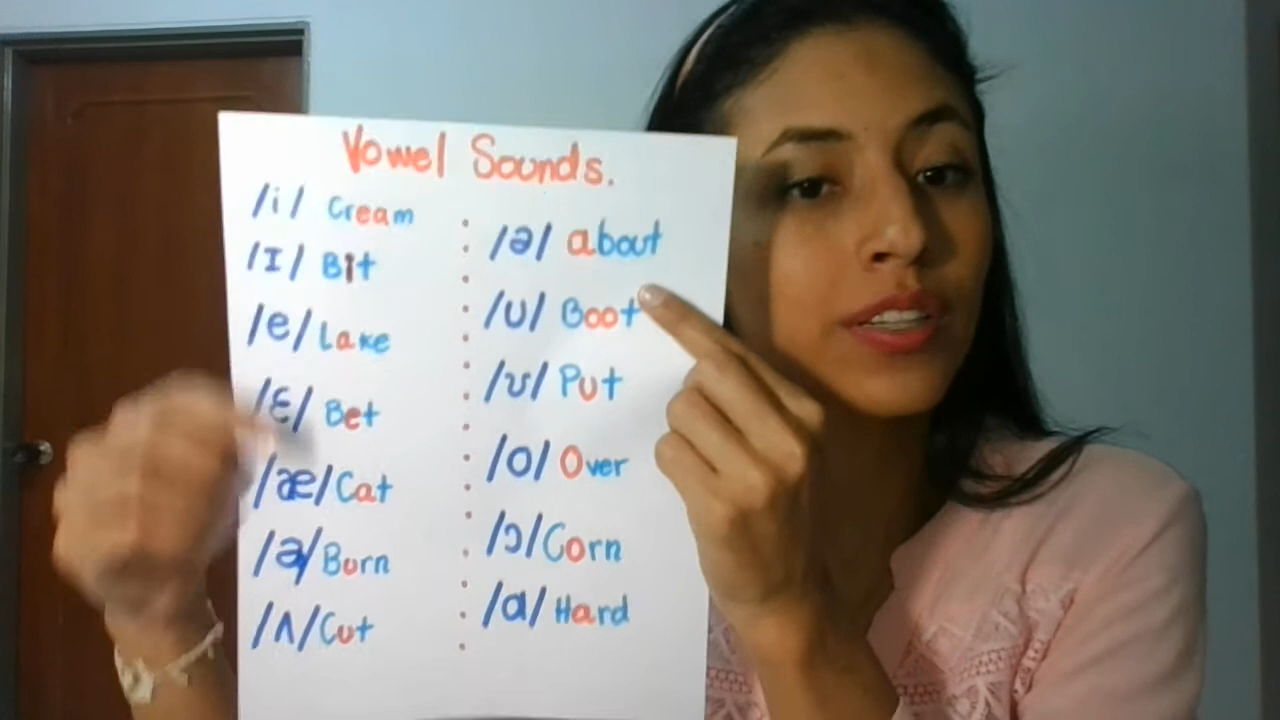 Vowel Sounds.
/i/ Cream
/I/ Bit
/e/ Lake
/ɛ/ Bet
/æ/ Cat
/ɚ/ Burn
/ʌ/ Cut
/ə/ about
/U/ Boot
/ʊ/ Put
/o/ Over
/ɔ/ Corn
/ɑ/ Hard